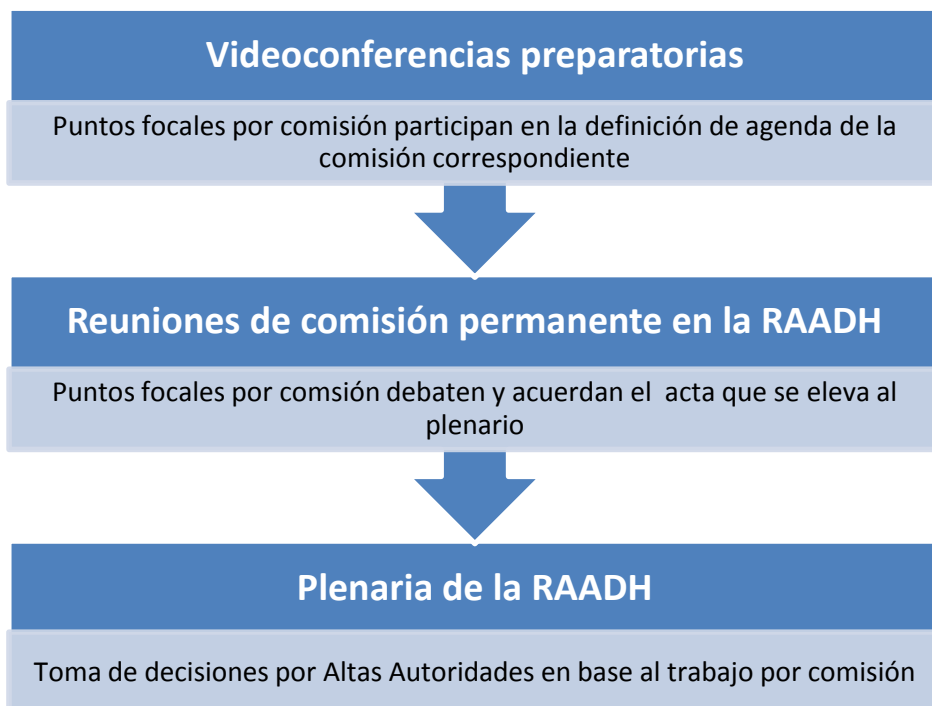 Videoconferencias preparatorias
Puntos focales por comisión participan en la definición de agenda de la
comisión correspondiente
Reuniones de comisión permanente en la RAADH
Puntos focales por comsión debaten y acuerdan el  acta que se eleva al
plenario
Plenaria de la RAADH
Toma de decisiones por Altas Autoridades en base al trabajo por comisión